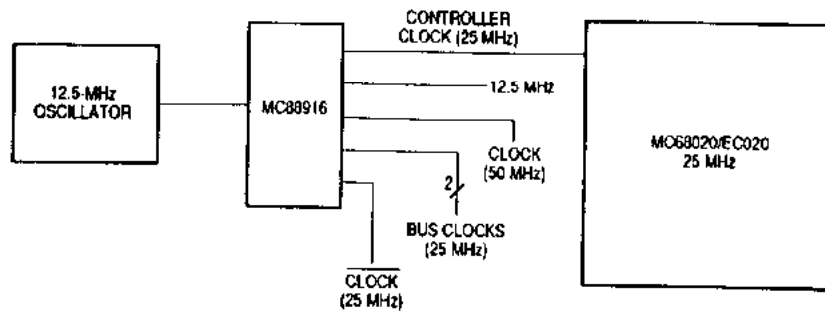 CONTROLLER
CLOCK (25 MHz)
12.5-MHz
OSCILLATOR
MC88916
12.5 MHz
CLOCK
(50 MHz)
MC68020/EC020
25 MHz
2
BUS CLOCKS
(25 MHz)
CLOCK
(25 MHz)